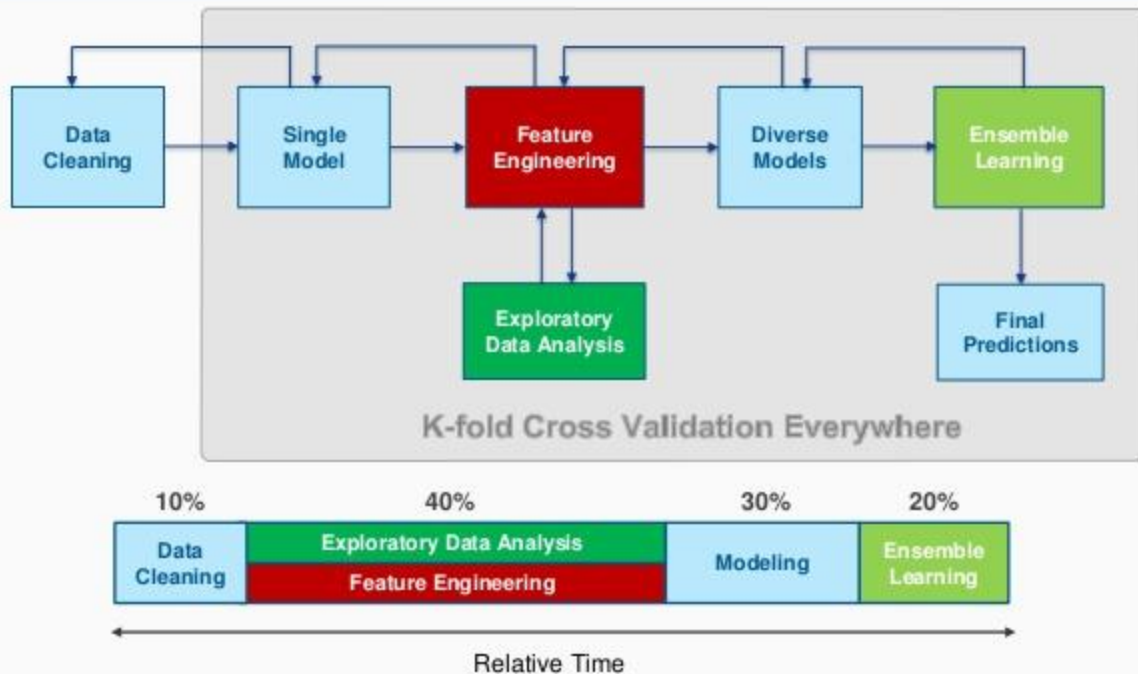 Data
Cleaning
Single
Model
Feature
Engineering
Diverse
Models
Ensemble
Learning
Exploratory
Data Analysis
Final
Predictions
K-fold Cross Validation Everywhere
10%
40%
30%
20%
Data
Cleaning
Exploratory Data Analysis
Feature Engineering
Modeling
Ensemble
Learning
Relative Time